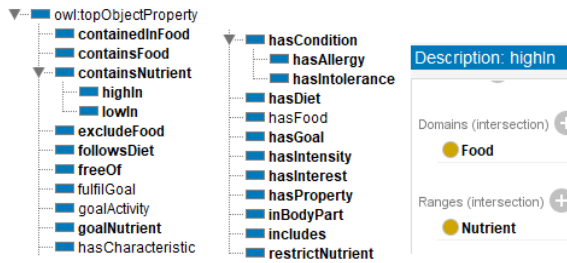 owl:topObjectProperty
containedInFood
containsFood
containsNutrient
highIn
lowIn
excludeFood
followsDiet
freeOf
fulfilGoal
goalActivity
goalNutrient
hasCharacteristic
hasCondition
hasAllergy
hasIntolerance
hasDiet
hasFood
hasGoal
hasIntensity
hasInterest
hasProperty
inBodyPart
includes
restrictNutrient
Description: highIn
Domains (intersection)
Food
Ranges (intersection)
Nutrient